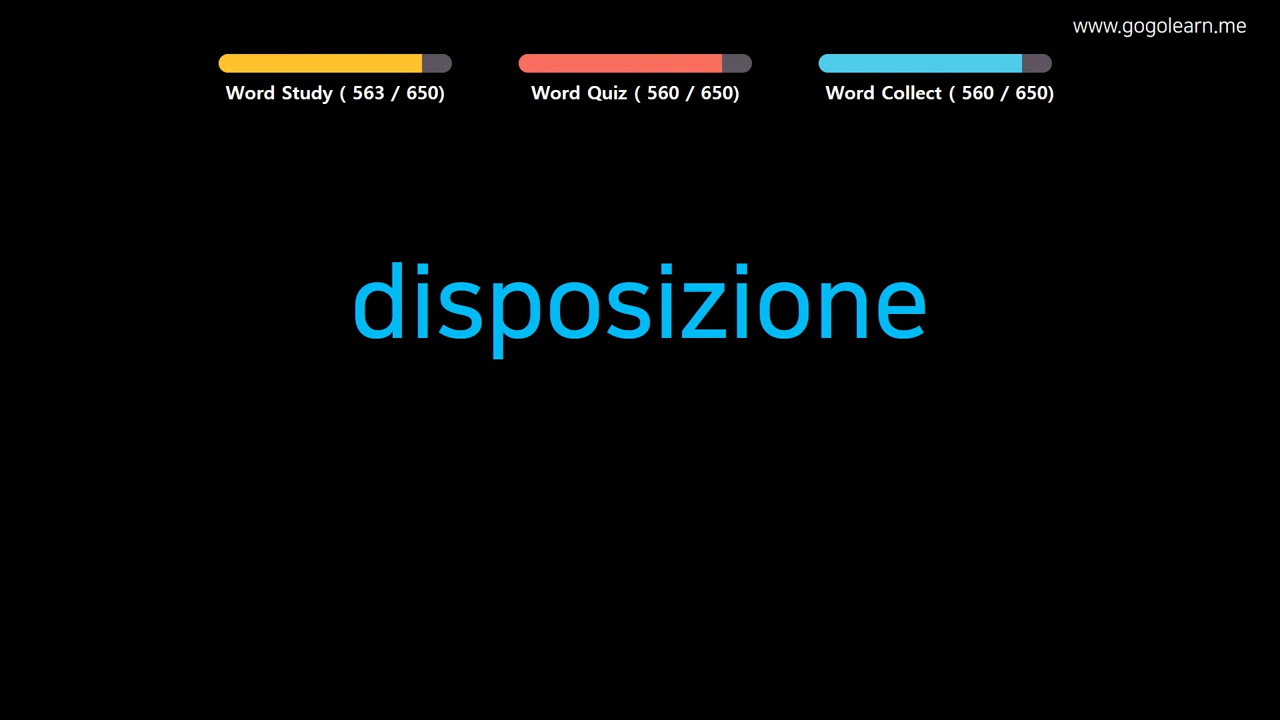 www.gogolearn.me
Word Study ( 563 / 650)
Word Quiz ( 560 / 650)
Word Collect ( 560 / 650)
disposizione